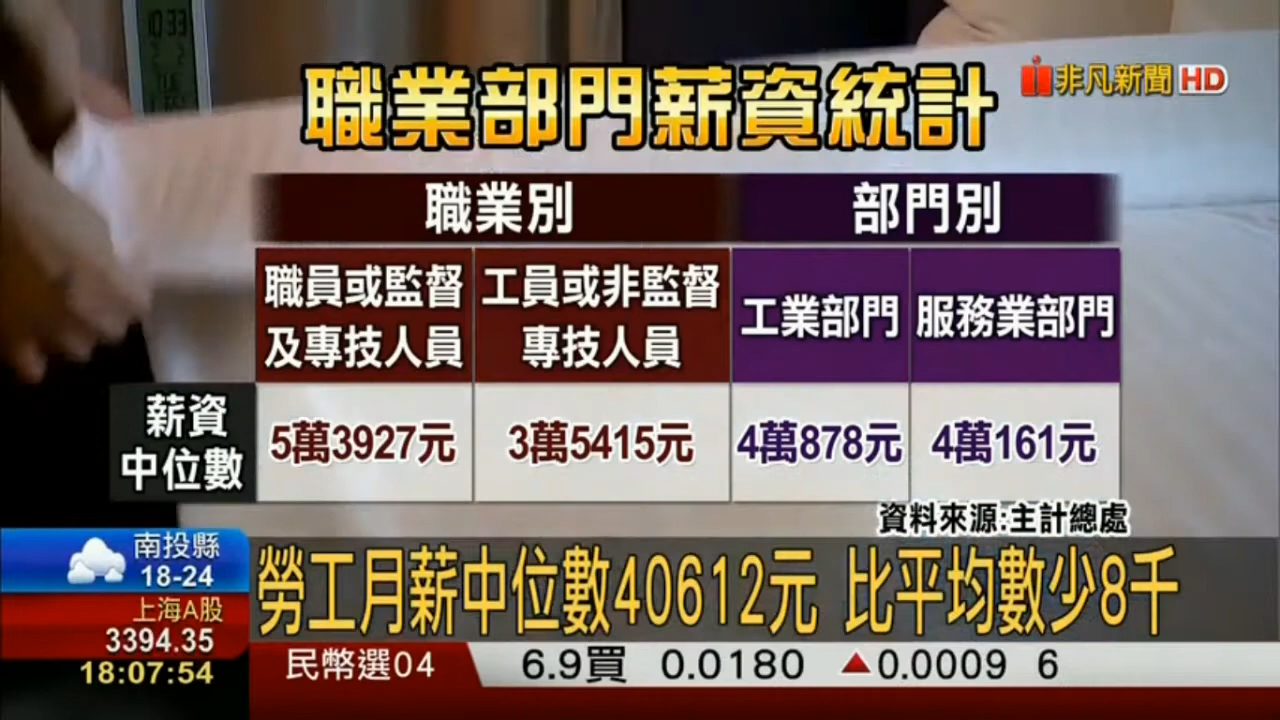 10:33
TUE
職業部門薪資統計
非凡新聞HD
職業別
部門別
職員或監督
及專技人員
工員或非監督
專技人員
工業部門
服務業部門
薪資
中位數
5萬3927元
3萬5415元
4萬878元
4萬161元
資料來源:主計總處
南投縣
18-24
上海A股
3394.35
18:07:54
勞工月薪中位數40612元 比平均數少8千
民幣選04
6.9買 0.0180 ▲0.0009 6